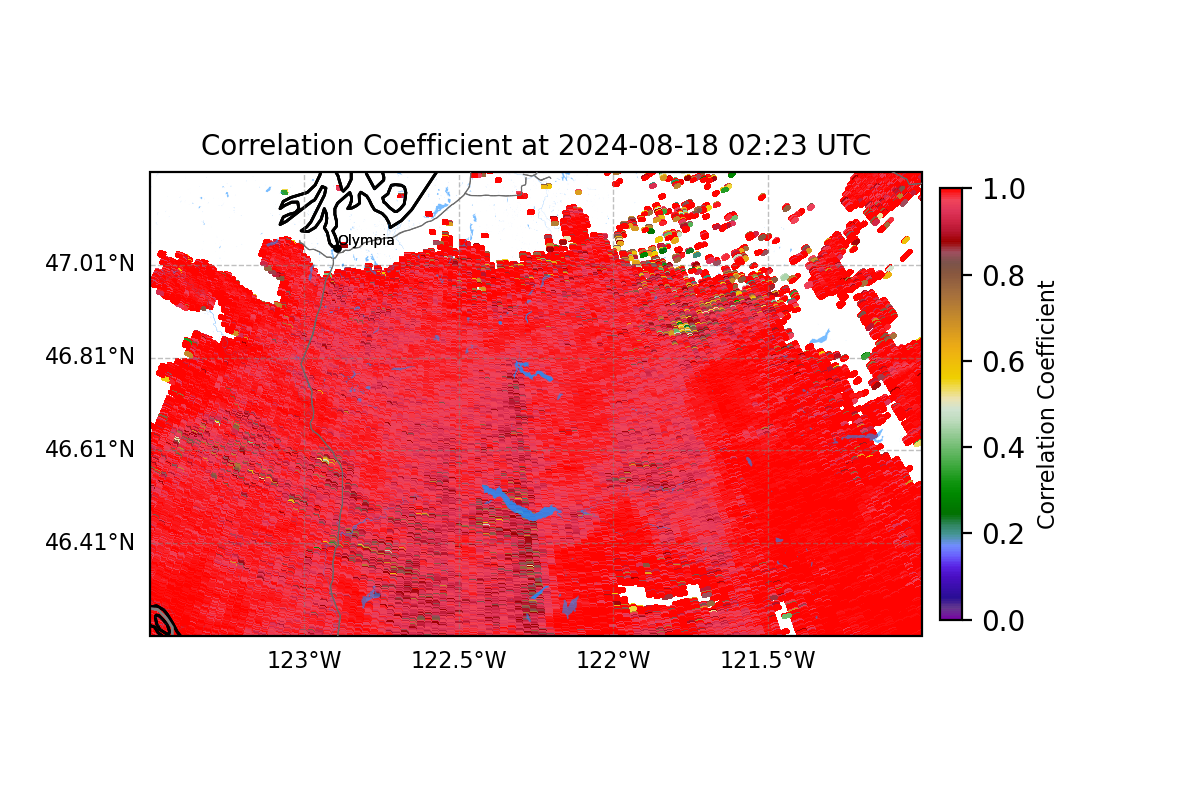 Correlation Coefficient at 2024-08-18 02:23 UTC
Olympia
47.01°N
46.81°N
46.61°N
46.41°N
123°W
122.5°W
122°W
121.5°W
1.0
0.8
0.6
0.4
0.2
0.0
Correlation Coefficient